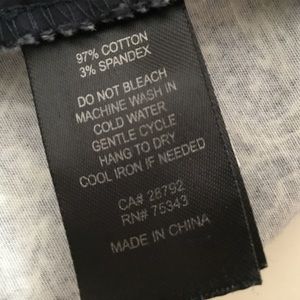 97% COTTON
3% SPANDEX
DO NOT BLEACH
MACHINE WASH IN
COLD WATER
GENTLE CYCLE
HANG TO DRY
COOL IRON IF NEEDED
CA# 28792
RN# 75343
MADE IN CHINA